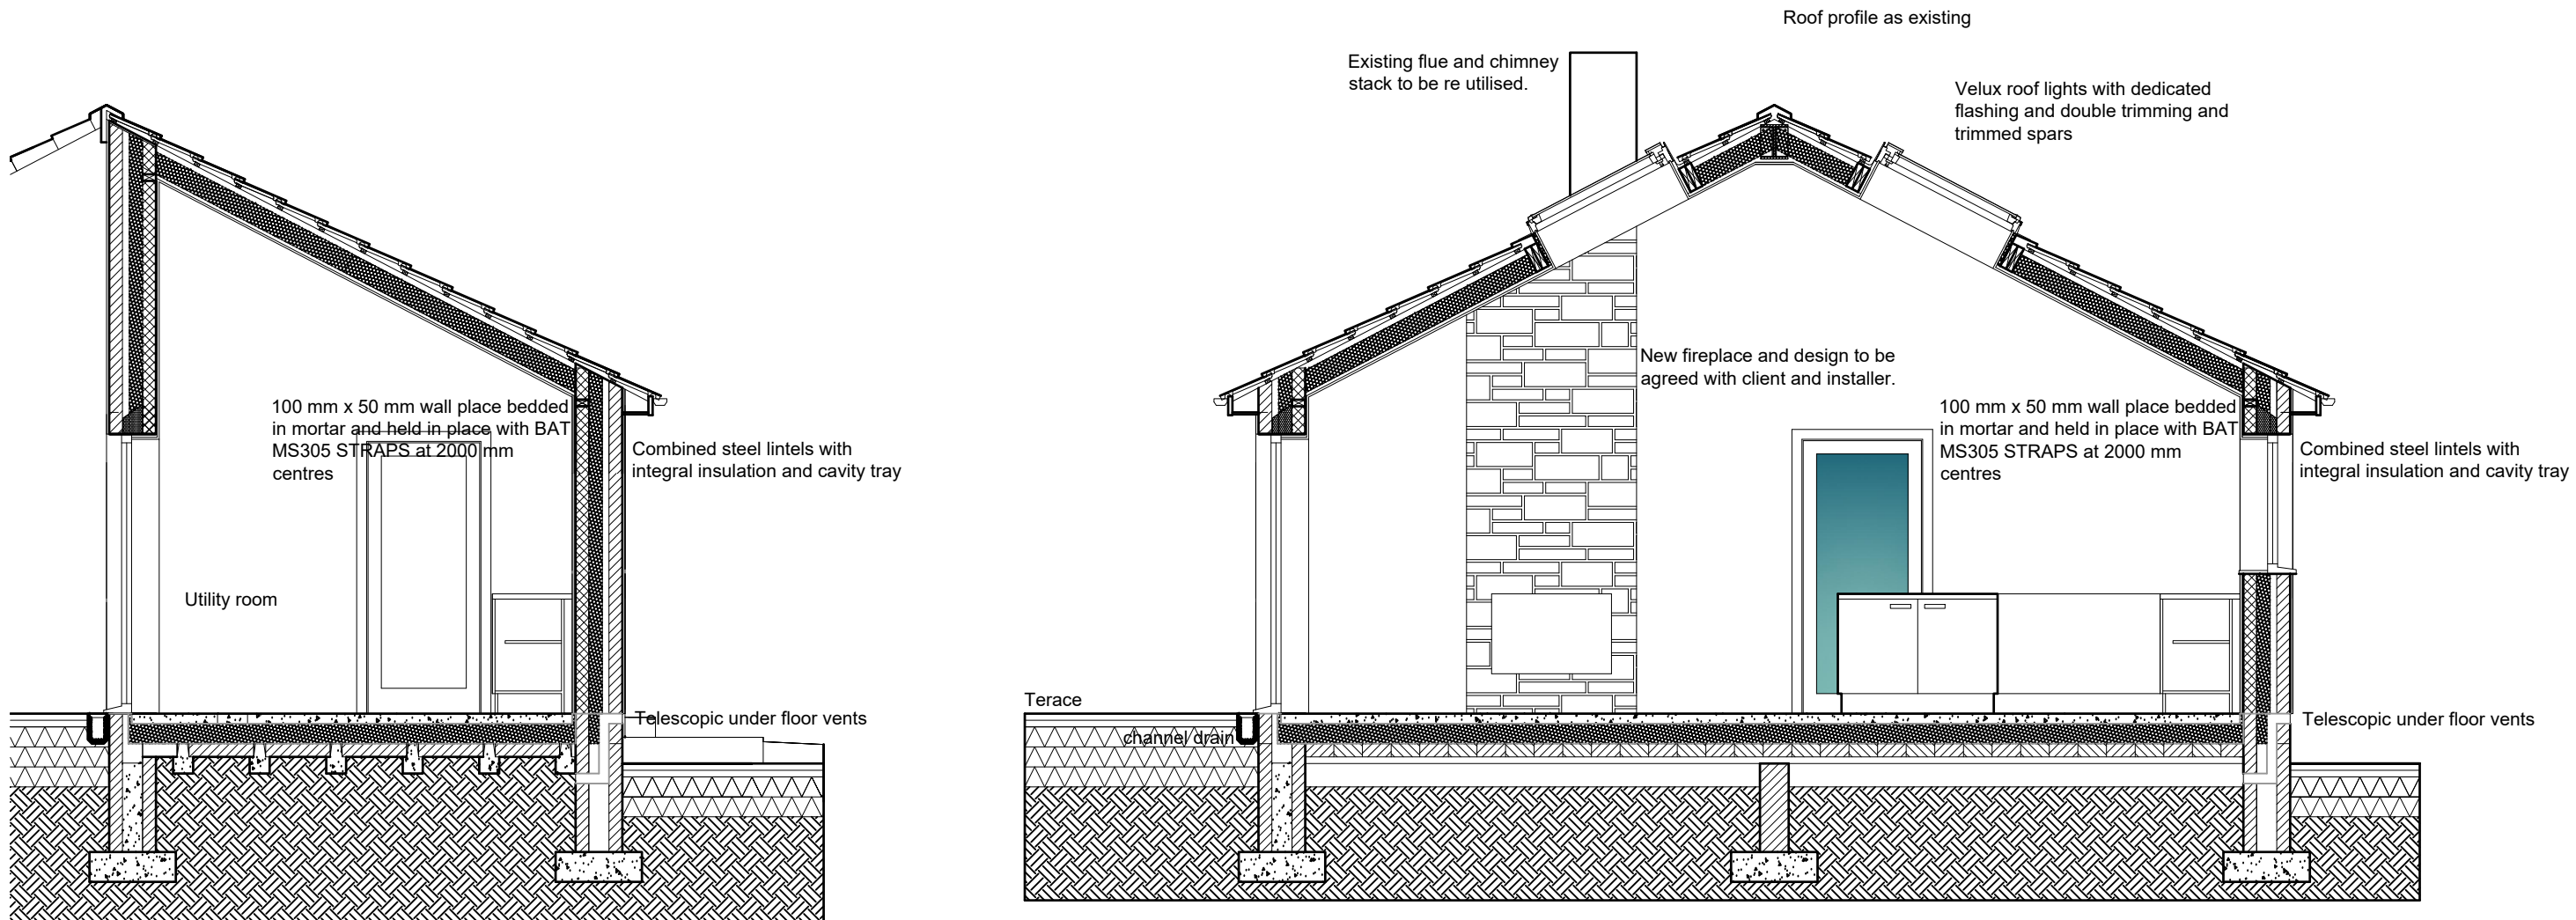 Roof profile as existing
Existing flue and chimney
stack to be re utilised.
Velux roof lights with dedicated
flashing and double trimming and
trimmed spars
New fireplace and design to be
agreed with client and installer.
100 mm x 50 mm wall place bedded
in mortar and held in place with BAT
MS305 STRAPS at 2000 mm
centres
Combined steel lintels with
integral insulation and cavity tray
100 mm x 50 mm wall place bedded
in mortar and held in place with BAT
MS305 STRAPS at 2000 mm
centres
Combined steel lintels with
integral insulation and cavity tray
Utility room
Telescopic under floor vents
Terace
channel drain
Telescopic under floor vents